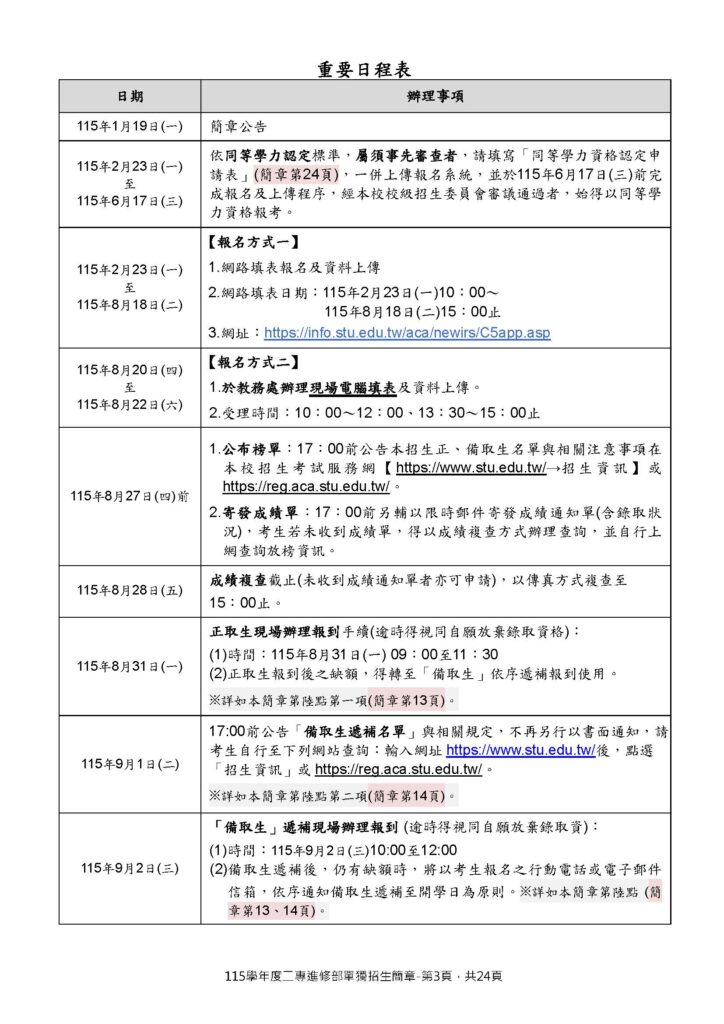 重要日程表
日期 辦理事項
115年1月19日(一) 簡章公告
115年2月23日(一)
至
115年6月17日(三)
依同等學力認定標準，屬須事先審查者，請填寫「同等學力資格認定申
請表」(簡章第24頁)，一併上傳報名系統，並於115年6月17日(三)前完
成報名及上傳程序，經本校校級招生委員會審議通過者，始得以同等學
力資格報考。
115年2月23日(一)
至
115年8月18日(二)
【報名方式一】
1.網路填表報名及資料上傳
2.網路填表日期：115年2月23日(一)10：00～
115年8月18日(二)15：00止
3.網址：https://info.stu.edu.tw/aca/newirs/C5app.asp
115年8月20日(四)
至
115年8月22日(六)
【報名方式二】
1.於教務處辦理現場電腦填表及資料上傳。
2.受理時間：10：00～12：00、13：30～15：00止
115年8月27日(四)前
1.公布榜單：17：00前公告本招生正、備取生名單與相關注意事項在
本校招生考試服務網【https://www.stu.edu.tw/→招生資訊】或
https://reg.aca.stu.edu.tw/。
2.寄發成績單：17：00前另輔以限時郵件寄發成績通知單(含錄取狀
況)，考生若未收到成績單，得以成績複查方式辦理查詢，並自行上
網查詢放榜資訊。
115年8月28日(五)
成績複查截止(未收到成績通知單者亦可申請)，以傳真方式複查至
15：00止。
115年8月31日(一)
正取生現場辦理報到手續(逾時得視同自願放棄錄取資格)：
(1)時間：115年8月31日(一) 09：00至11：30
(2)正取生報到後之缺額，得轉至「備取生」依序遞補報到使用。
※詳如本簡章第陸點第一項(簡章第13頁)。
115年9月1日(二)
17:00前公告「備取生遞補名單」與相關規定，不再另行以書面通知，請
考生自行至下列網站查詢：輸入網址 https://www.stu.edu.tw/後，點選
「招生資訊」或 https://reg.aca.stu.edu.tw/。
※詳如本簡章第陸點第二項(簡章第14頁)。
115年9月2日(三)
「備取生」遞補現場辦理報到 (逾時得視同自願放棄錄取資)：
(1)時間：115年9月2日(三)10:00至12:00
(2)備取生遞補後，仍有缺額時，將以考生報名之行動電話或電子郵件
信箱，依序通知備取生遞補至開學日為原則。※詳如本簡章第陸點 (簡
章第13、14頁)。
115學年度二專進修部單獨招生簡章-第3頁，共24頁